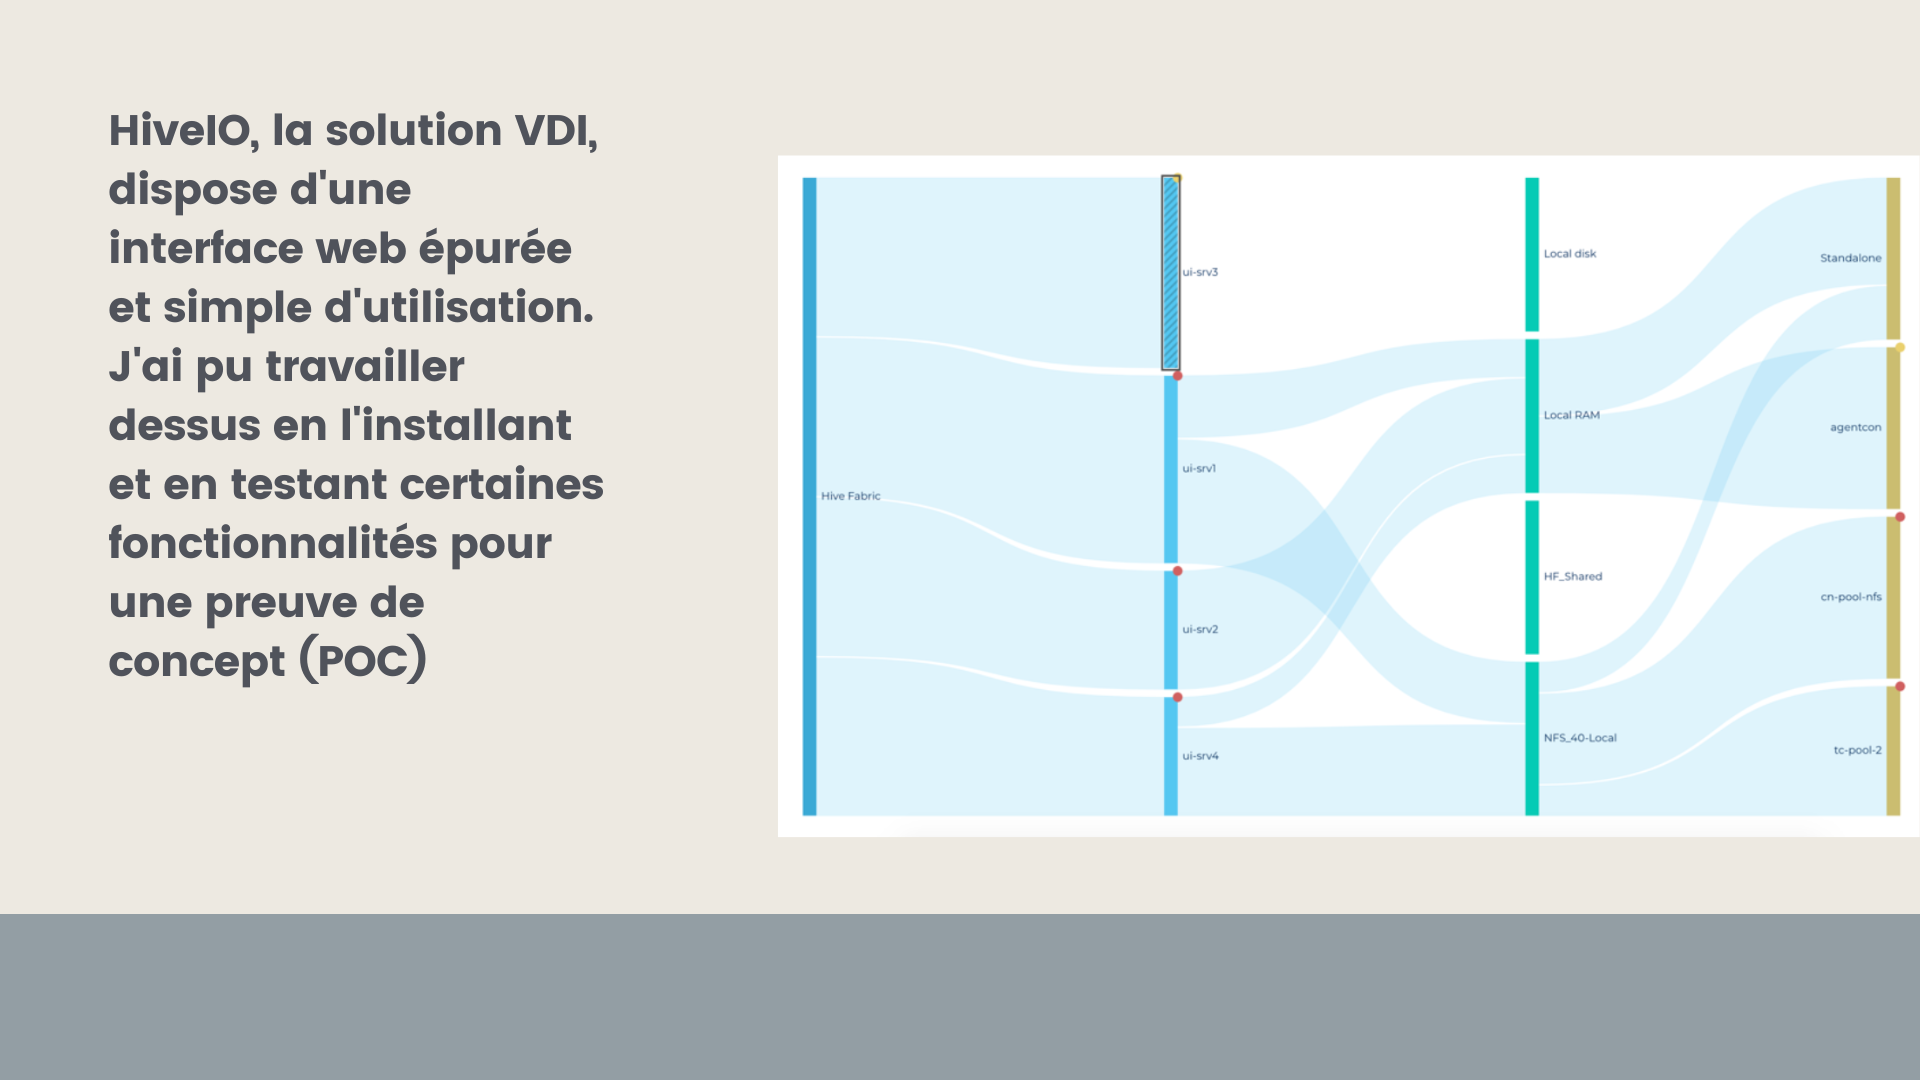 HiveIO, la solution VDI,
dispose d'une
interface web épurée
et simple d'utilisation.
J'ai pu travailler
dessus en l'installant
et en testant certaines
fonctionnalités pour
une preuve de
concept (POC)
Hive Fabric
ui-srv3
ui-srv1
ui-srv2
ui-srv4
Local disk
Local RAM
HF_Shared
NFS_40-Local
Standalone
agentcon
cn-pool-nfs
tc-pool-2